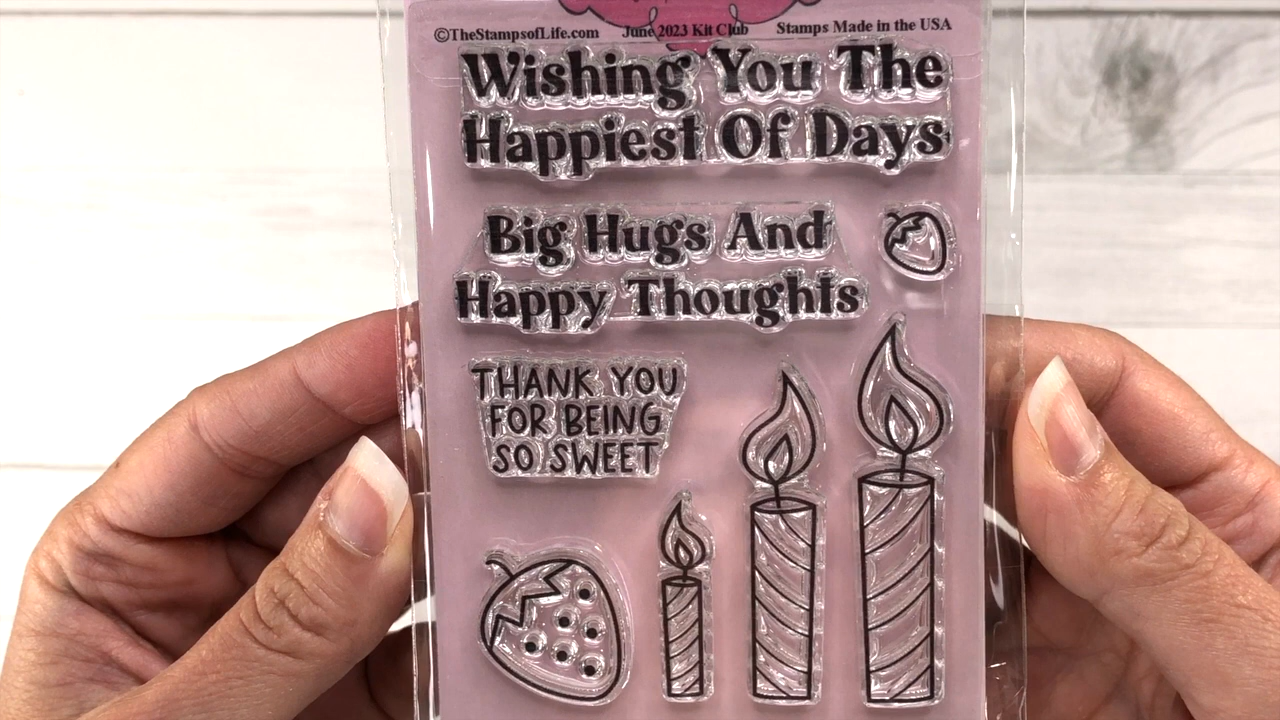 ©TheStampsofLife.com June 2023 Kit Club Stamps Made in the USA
Wishing You The
Happiest Of Days
Big Hugs And
Happy Thoughts
THANK YOU
FOR BEING
SO SWEET